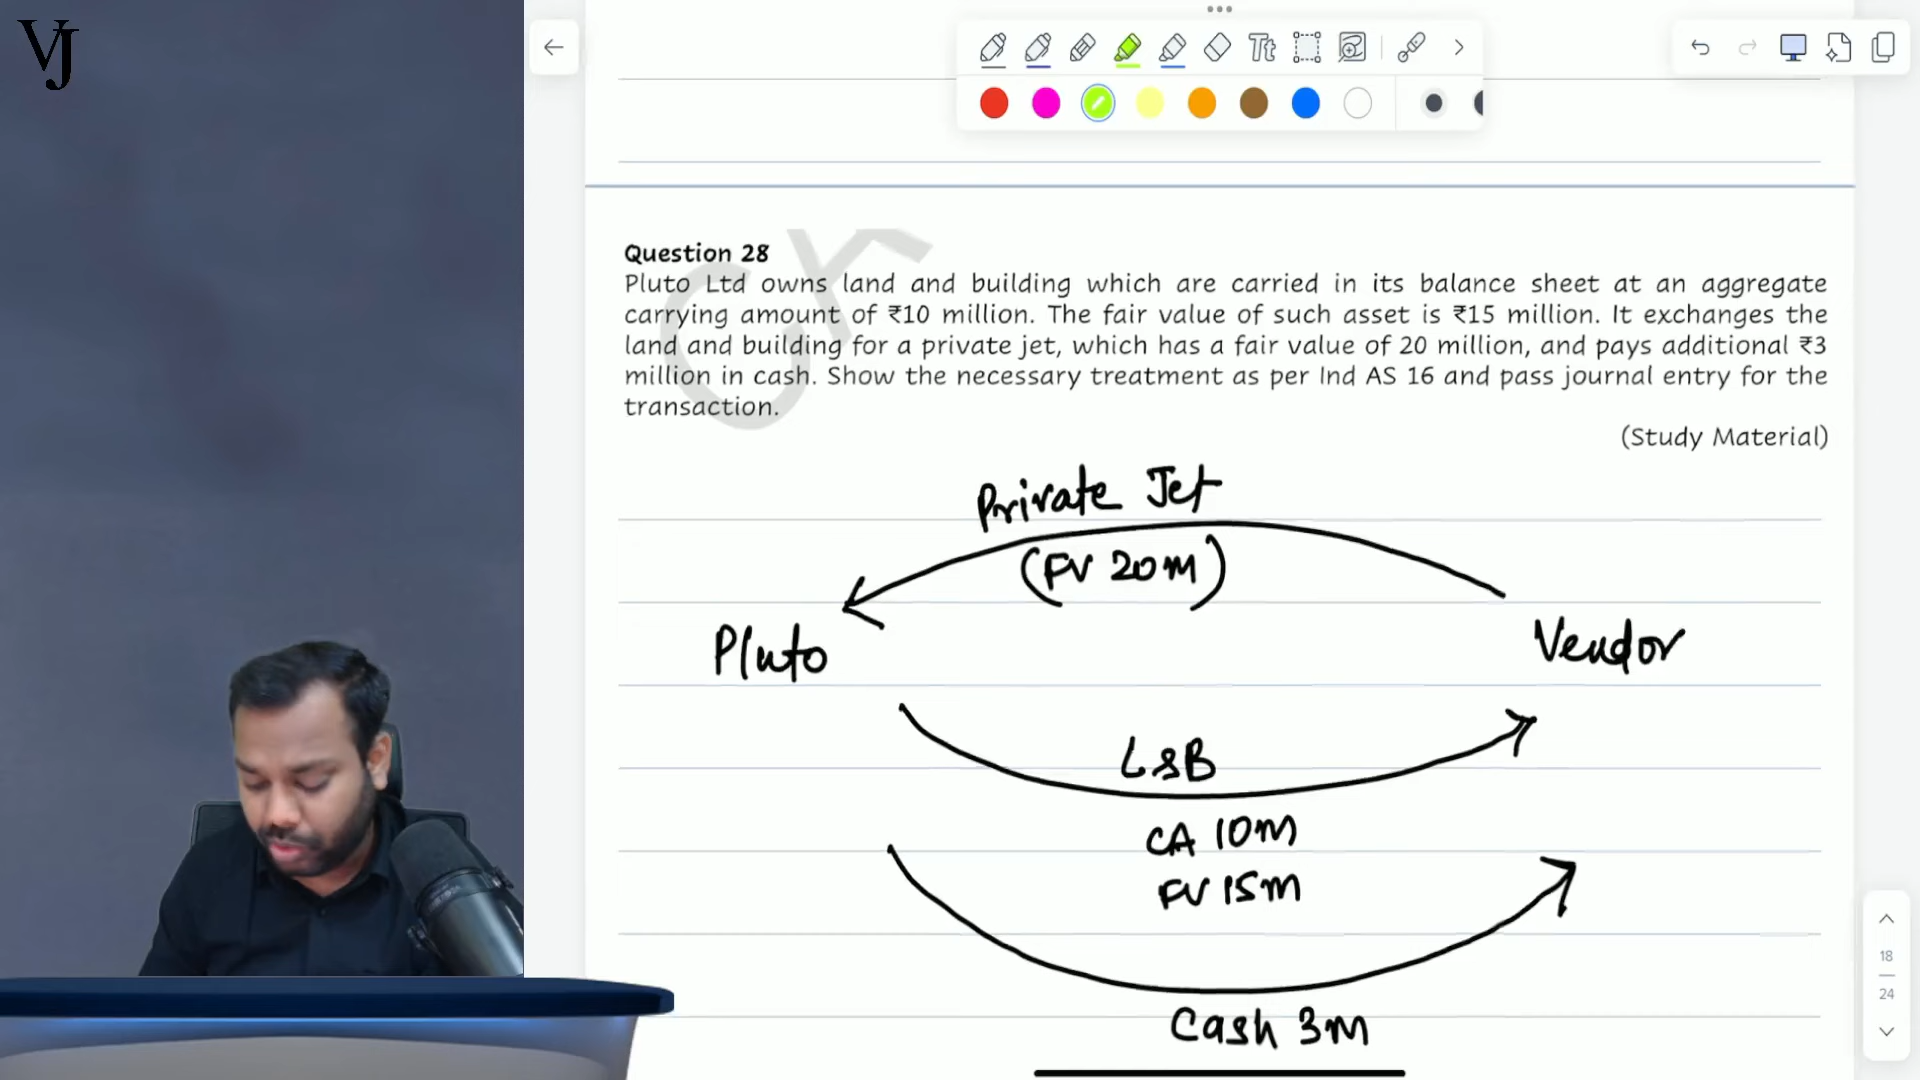 VJ
Tt
Question 28
Pluto Ltd owns land and building which are carried in its balance sheet at an aggregate
carrying amount of ₹10 million. The fair value of such asset is ₹15 million. It exchanges the
land and building for a private jet, which has a fair value of 20 million, and pays additional ₹3
million in cash. Show the necessary treatment as per Ind AS 16 and pass journal entry for the
transaction.
(Study Material)
Private Jet
(FV 20M)
Pluto
Vendor
L&B
CA 10M
FV 15M
Cash 3M
18
24